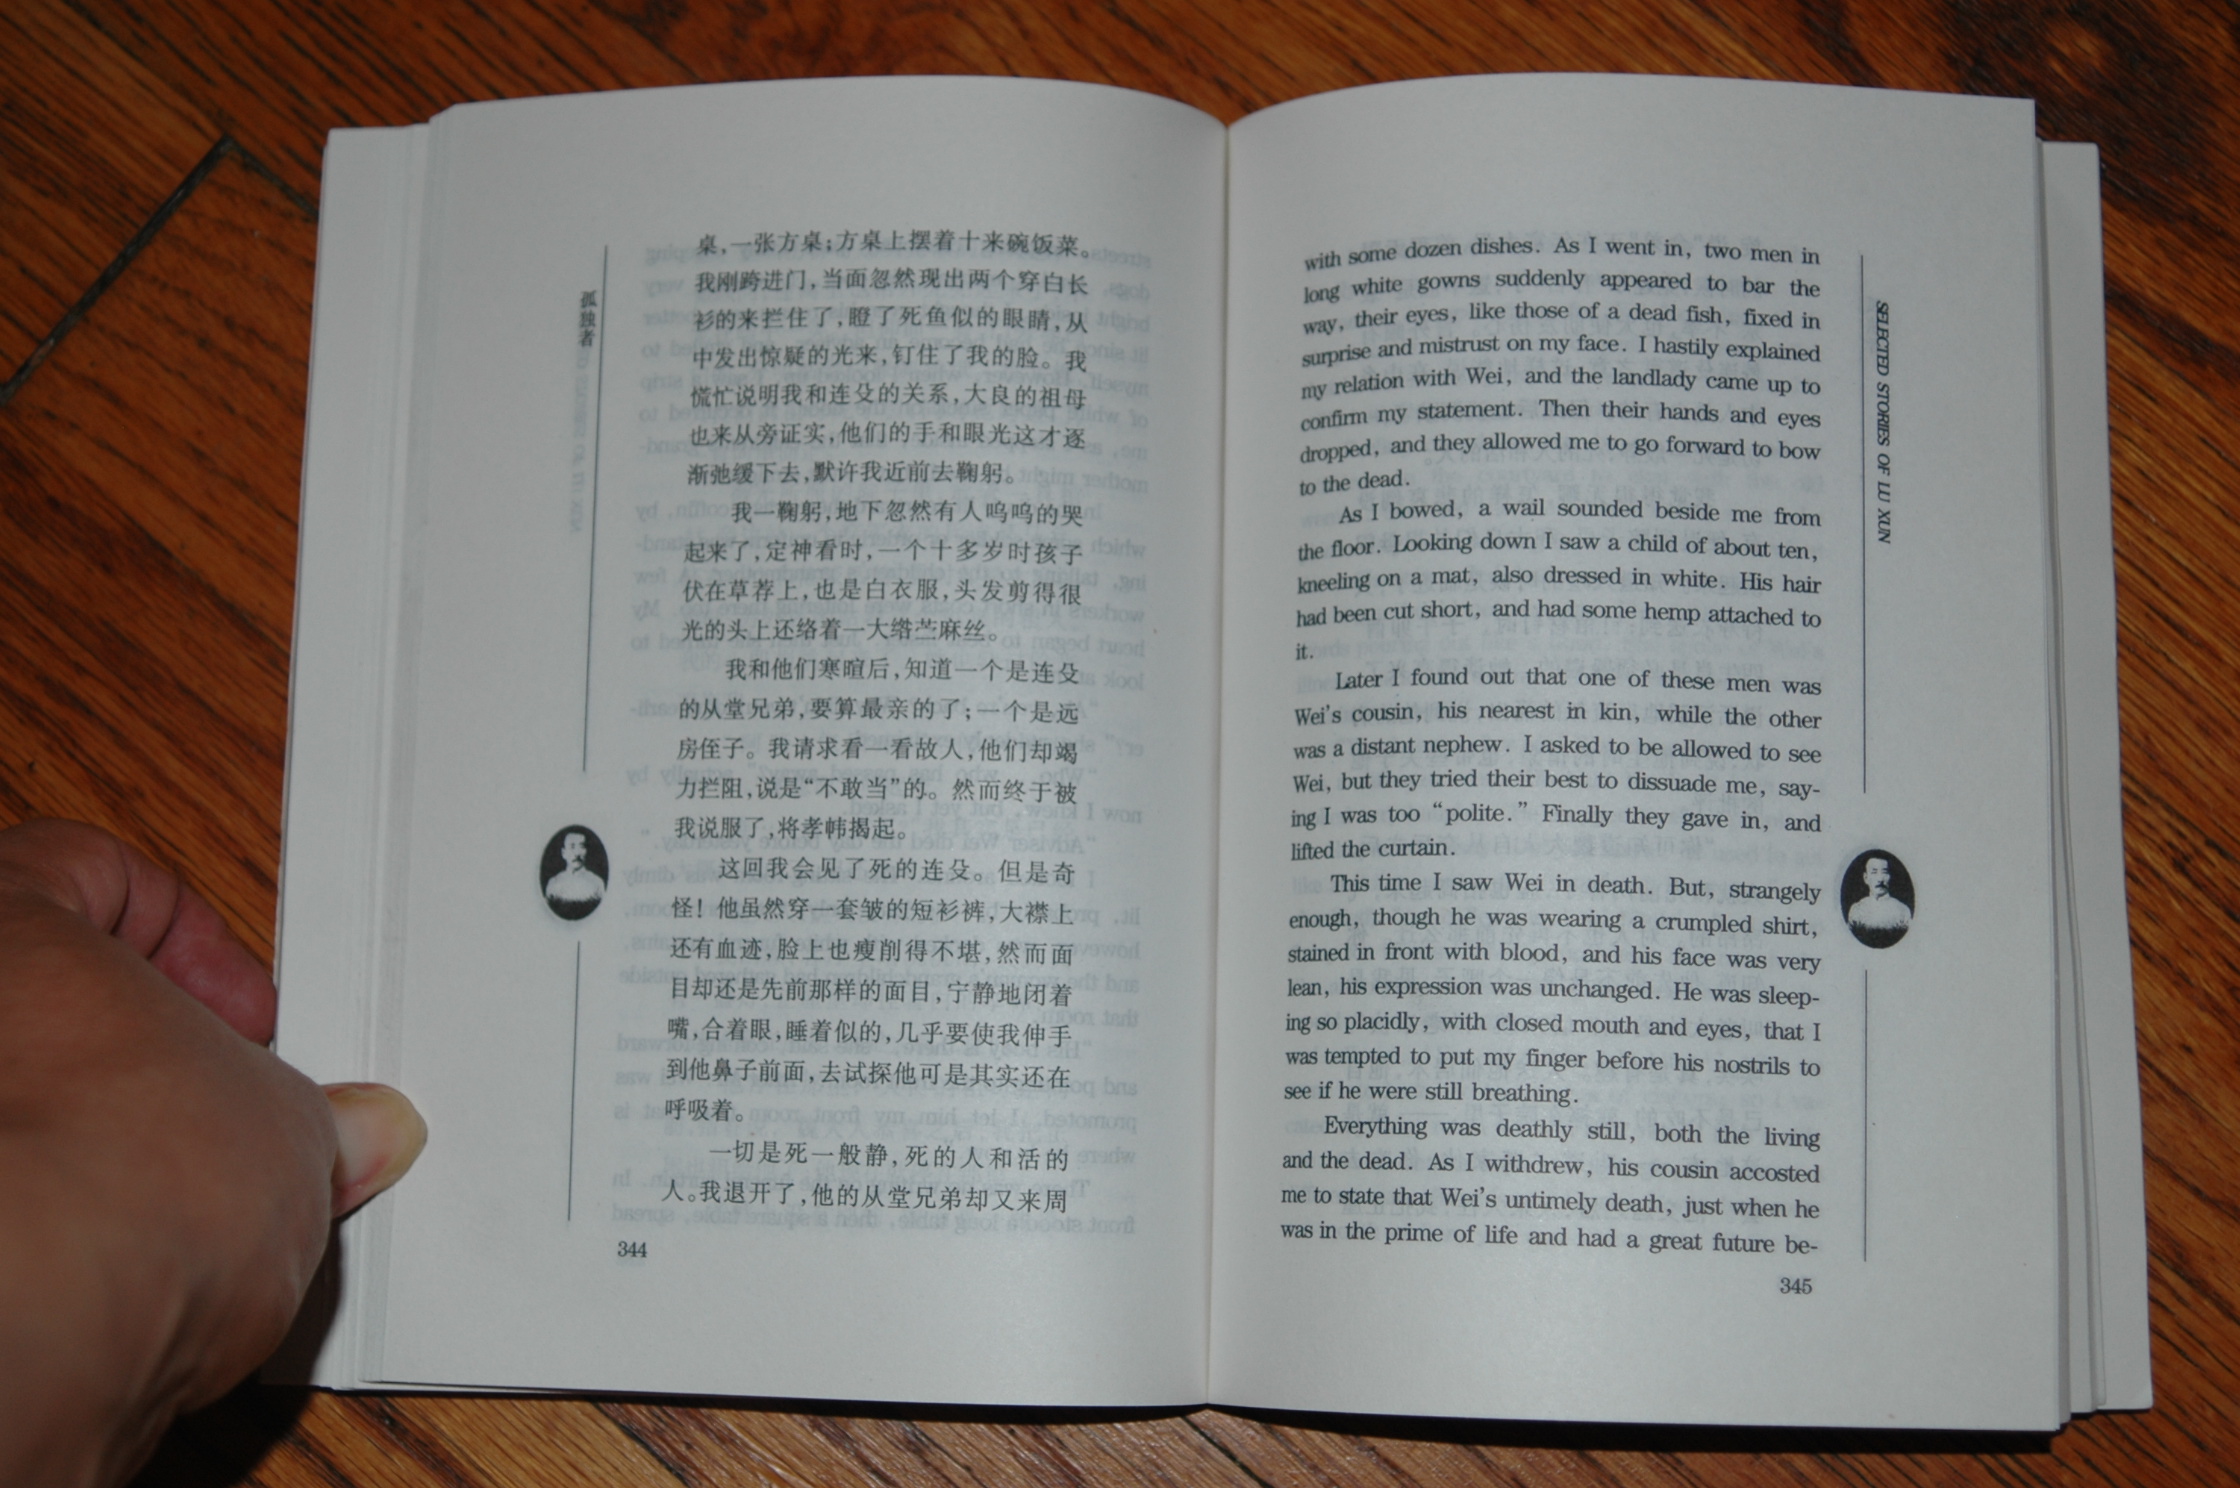 孤独者
桌,一张方桌;方桌上摆着十来碗饭菜。
我刚跨进门,当面忽然现出两个穿白长
衫的来拦住了,瞪了死鱼似的眼睛,从
中发出惊疑的光来,钉住了我的脸。我
慌忙说明我和连殳的关系,大良的祖母
也来从旁证实,他们的手和眼光这才逐
渐弛缓下去,默许我近前去鞠躬。
我一鞠躬,地下忽然有人呜呜的哭
起来了,定神看时,一个十多岁时孩子
伏在草荐上,也是白衣服,头发剪得很
光的头上还络着一大绺苎麻丝。
我和他们寒暄后,知道一个是连殳
的从堂兄弟,要算最亲的了;一个是远
房侄子。我请求看一看故人,他们却竭
力拦阻,说是“不敢当”的。然而终于被
我说服了,将孝帏揭起。
这回我会见了死的连殳。但是奇
怪!他虽然穿一套皱的短衫裤,大襟上
还有血迹,脸上也瘦削得不堪,然而面
目却还是先前那样的面目,宁静地闭着
嘴,合着眼,睡着似的,几乎要使我伸手
到他鼻子前面,去试探他可是其实还在
呼吸着。
一切是死一般静,死的人和活的
人。我退开了,他的从堂兄弟却又来周
344
SELECTED STORIES OF LU XUN
with some dozen dishes. As I went in, two men in
long white gowns suddenly appeared to bar the
way, their eyes, like those of a dead fish, fixed in
surprise and mistrust on my face. I hastily explained
my relation with Wei, and the landlady came up to
confirm my statement. Then their hands and eyes
dropped, and they allowed me to go forward to bow
to the dead.
As I bowed, a wail sounded beside me from
the floor. Looking down I saw a child of about ten,
kneeling on a mat, also dressed in white. His hair
had been cut short, and had some hemp attached to
it.
Later I found out that one of these men was
Wei's cousin, his nearest in kin, while the other
was a distant nephew. I asked to be allowed to see
Wei, but they tried their best to dissuade me, say-
ing I was too “polite.” Finally they gave in, and
lifted the curtain.
This time I saw Wei in death. But, strangely
enough, though he was wearing a crumpled shirt,
stained in front with blood, and his face was very
lean, his expression was unchanged. He was sleep-
ing so placidly, with closed mouth and eyes, that I
was tempted to put my finger before his nostrils to
see if he were still breathing.
Everything was deathly still, both the living
and the dead. As I withdrew, his cousin accosted
me to state that Wei's untinely death, just when he
was in the prime of life and had a great future be-
345